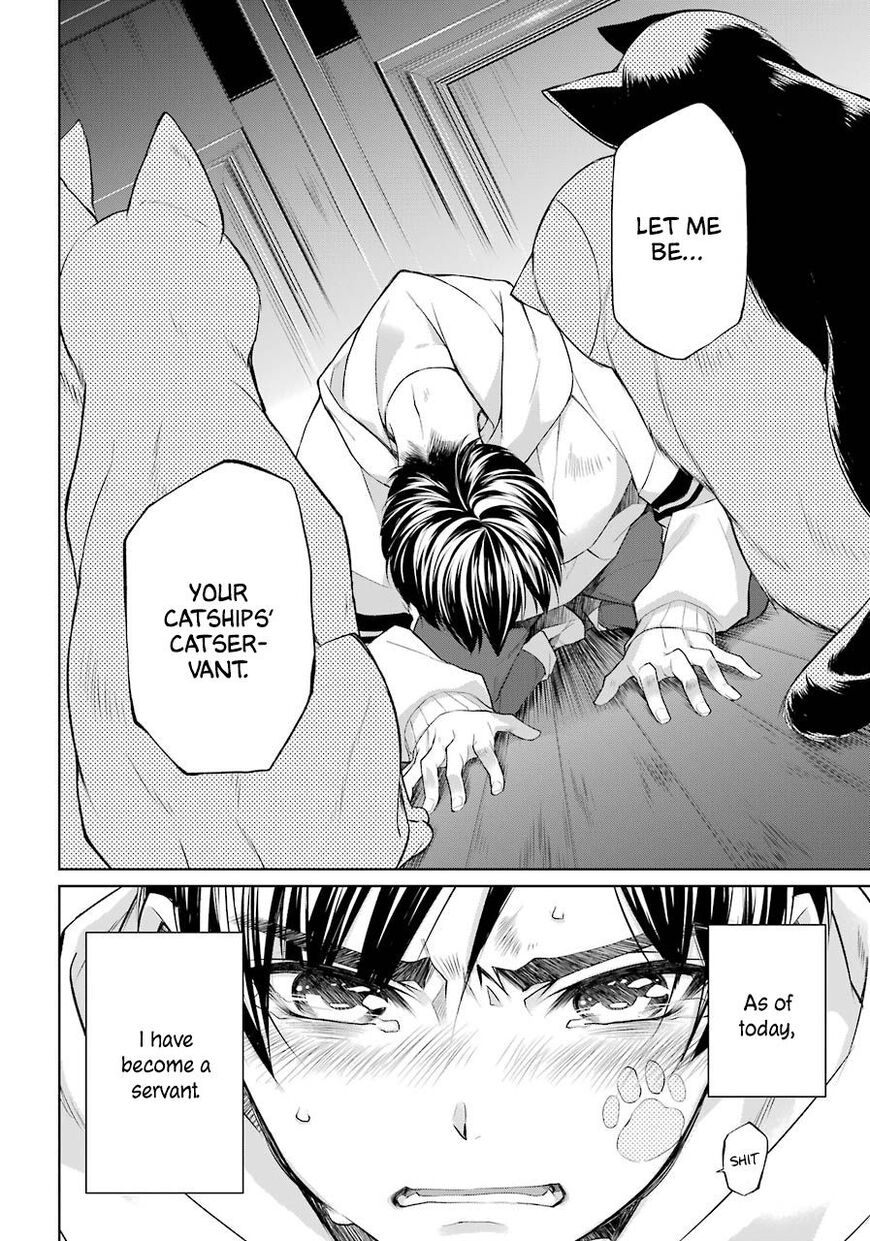 LET ME
BE...
YOUR
CATSHIPS'
CATSER-
VANT.
As of
today,
SHIT
I have
become a
servant.